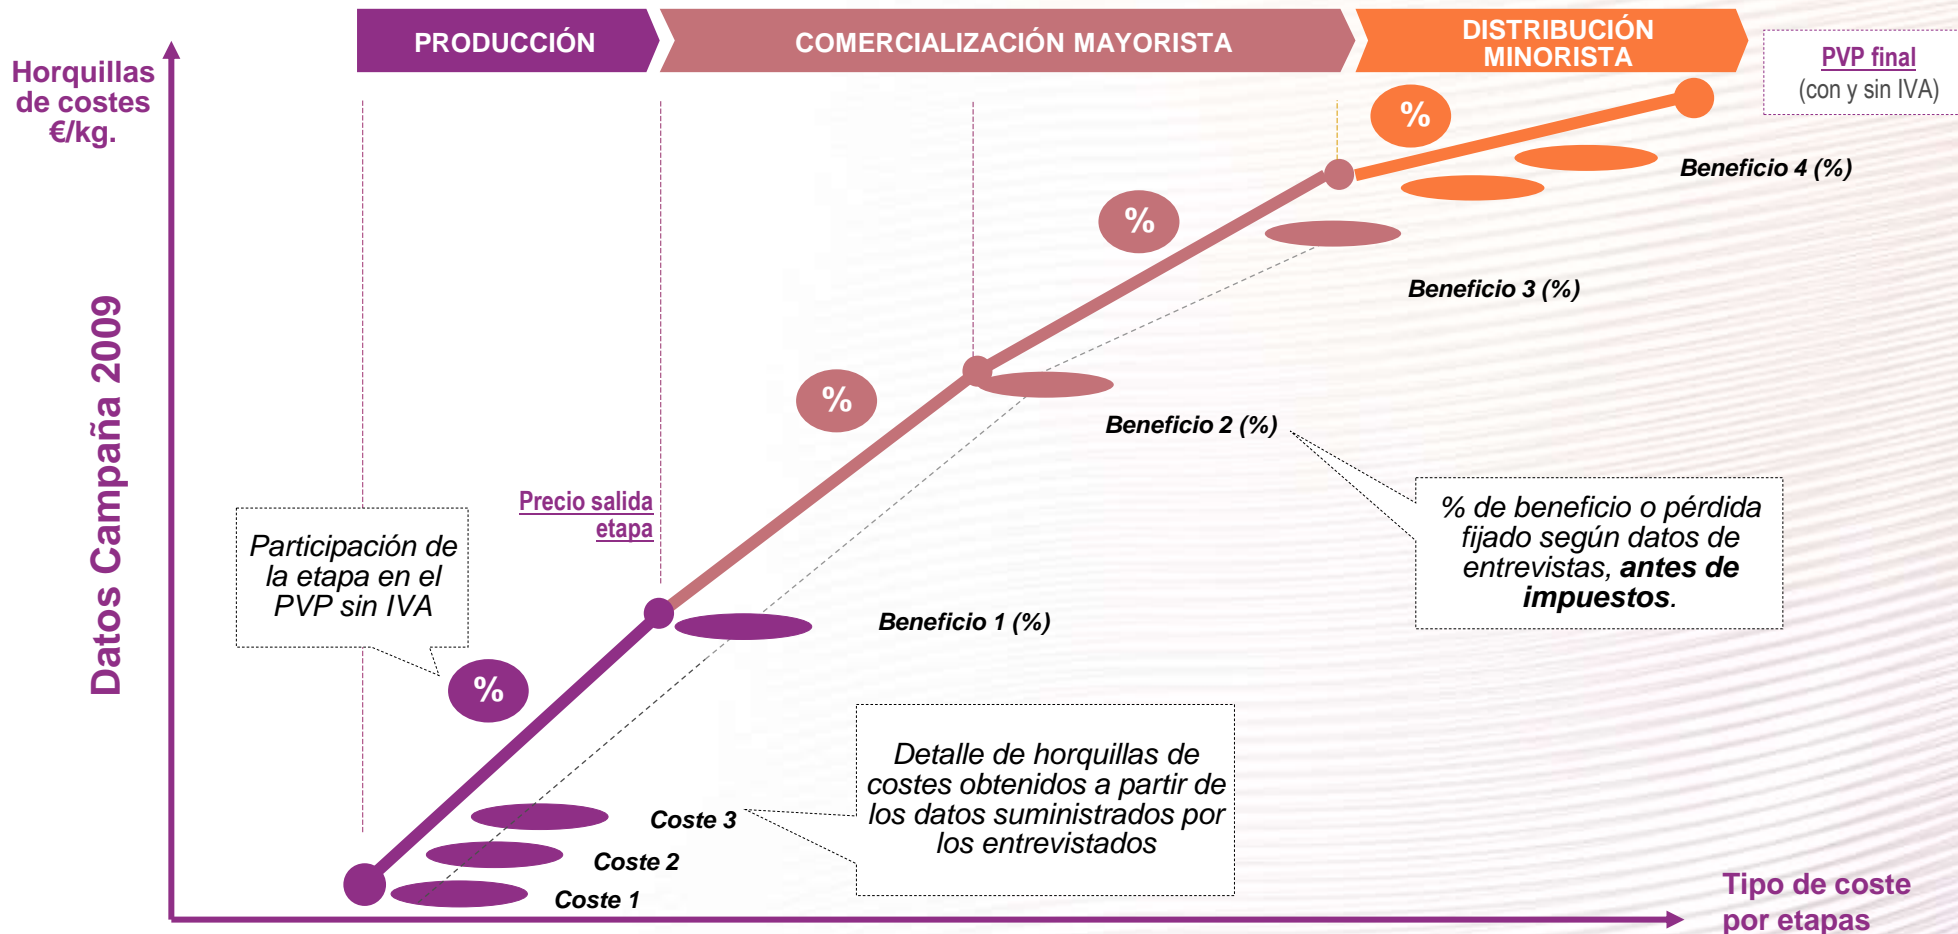 PRODUCCIÓN
COMERCIALIZACIÓN MAYORISTA
DISTRIBUCIÓN
MINORISTA
PVP final
(con y sin IVA)
Horquillas
de costes
€/kg.
Datos Campaña 2009
%
Beneficio 4 (%)
%
Beneficio 3 (%)
%
Beneficio 2 (%)
% de beneficio o pérdida
fijado según datos de
entrevistas, antes de
impuestos.
Precio salida
etapa
Participación de
la etapa en el
PVP sin IVA
Beneficio 1 (%)
%
Detalle de horquillas de
costes obtenidos a partir de
los datos suministrados por
los entrevistados
Coste 3
Coste 2
Coste 1
Tipo de coste
por etapas